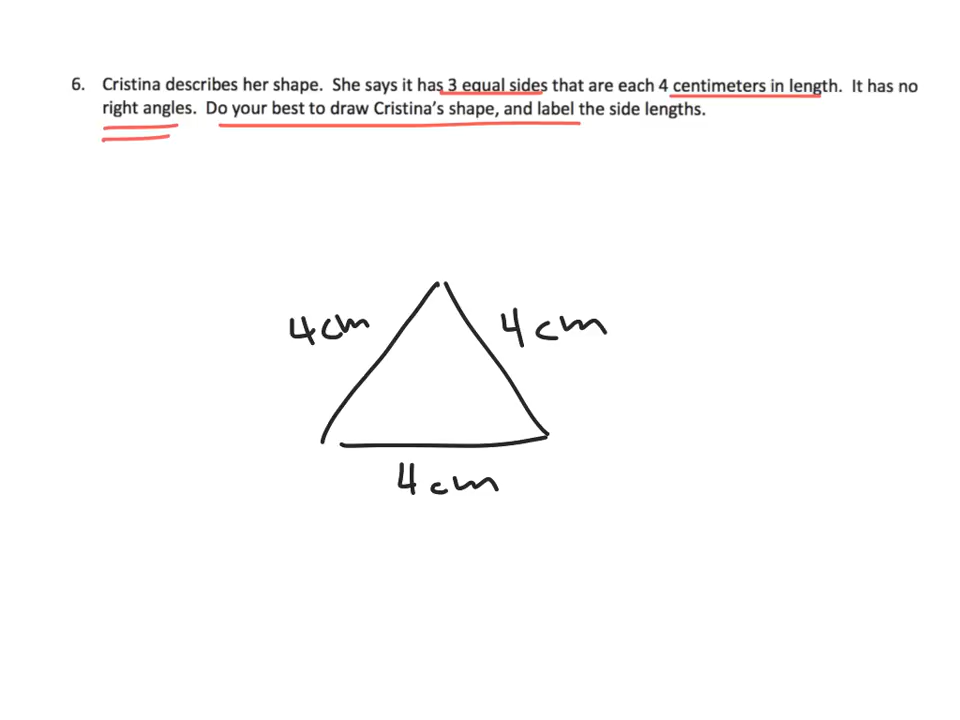 6. Cristina describes her shape. She says it has 3 equal sides that are each 4 centimeters in length. It has no
right angles. Do your best to draw Cristina's shape, and label the side lengths.
4cm 4cm
4cm